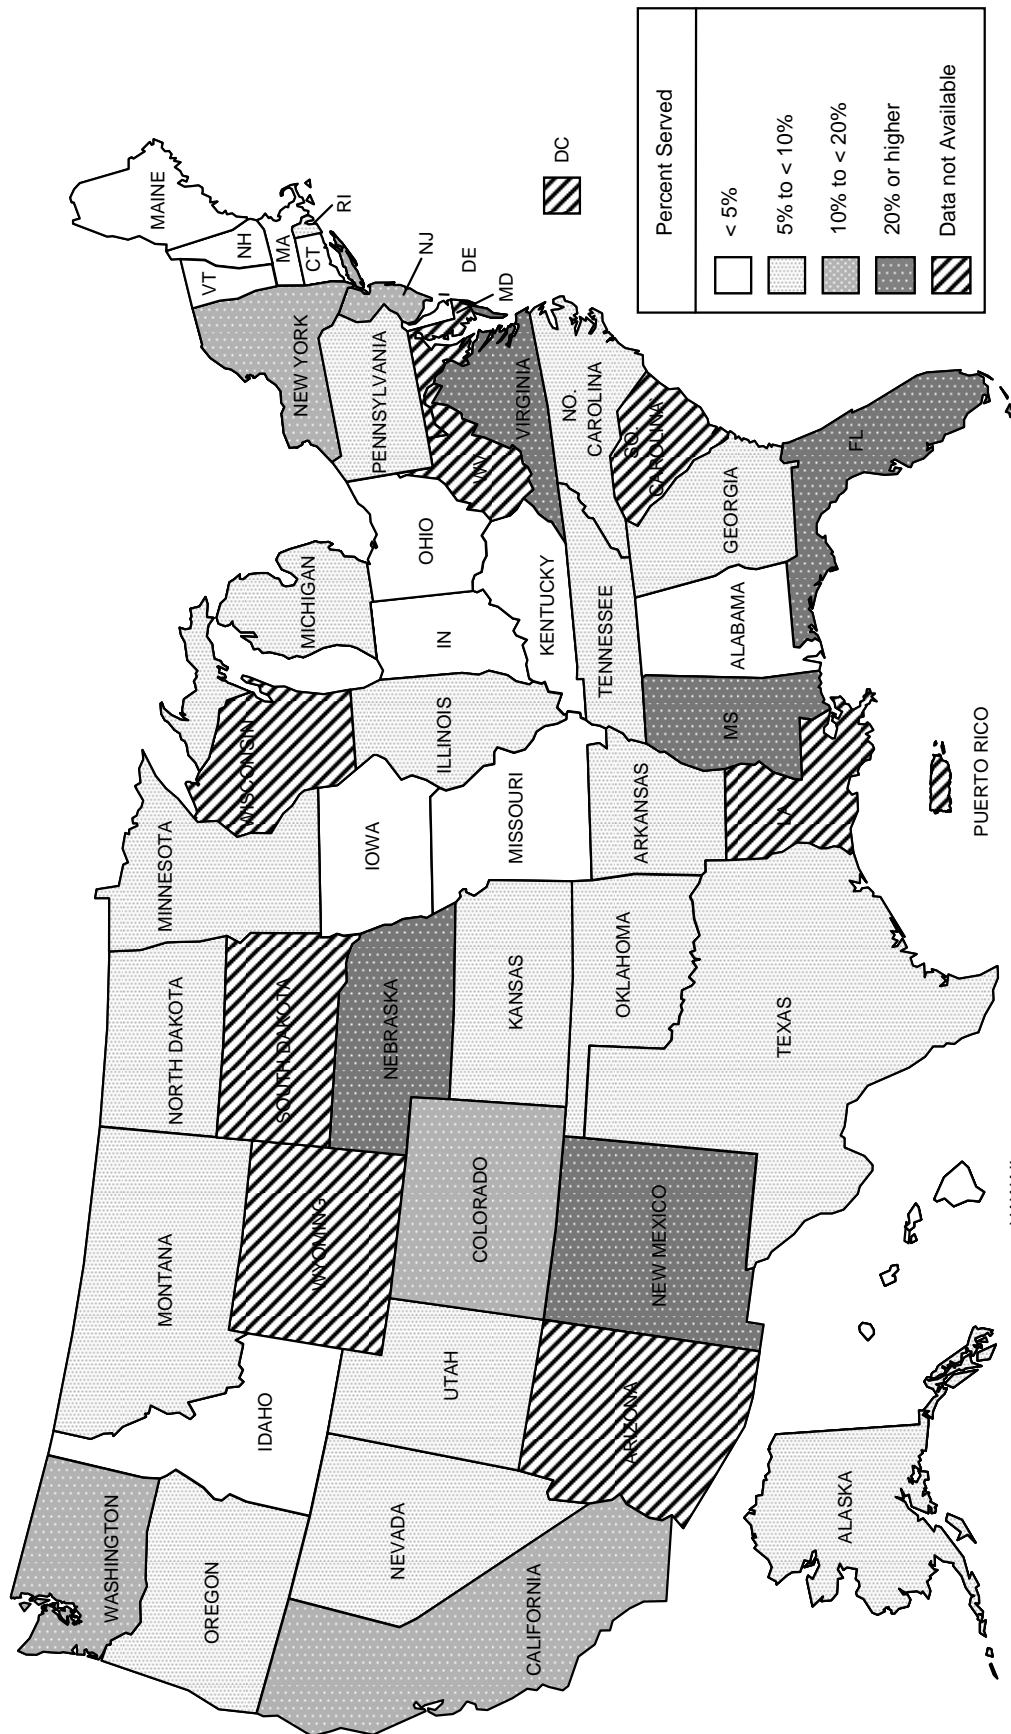 WASHINGTON
OREGON
CALIFORNIA
NEVADA
IDAHO
MONTANA
WYOMING
UTAH
ARIZONA
COLORADO
NEW MEXICO
NORTH DAKOTA
SOUTH DAKOTA
NEBRASKA
KANSAS
OKLAHOMA
TEXAS
MINNESOTA
IOWA
MISSOURI
ARKANSAS
LA
WISCONSIN
ILLINOIS
MICHIGAN
IN
OHIO
KENTUCKY
TENNESSEE
MS
ALABAMA
GEORGIA
FL
SO.
CAROLINA
NO.
CAROLINA
VIRGINIA
WV
PENNSYLVANIA
NEW YORK
VT
NH
MAINE
MA
CT
RI
NJ
DE
MD
DC
ALASKA
PUERTO RICO
Percent Served
< 5%
5% to < 10%
10% to < 20%
20% or higher
Data not Available